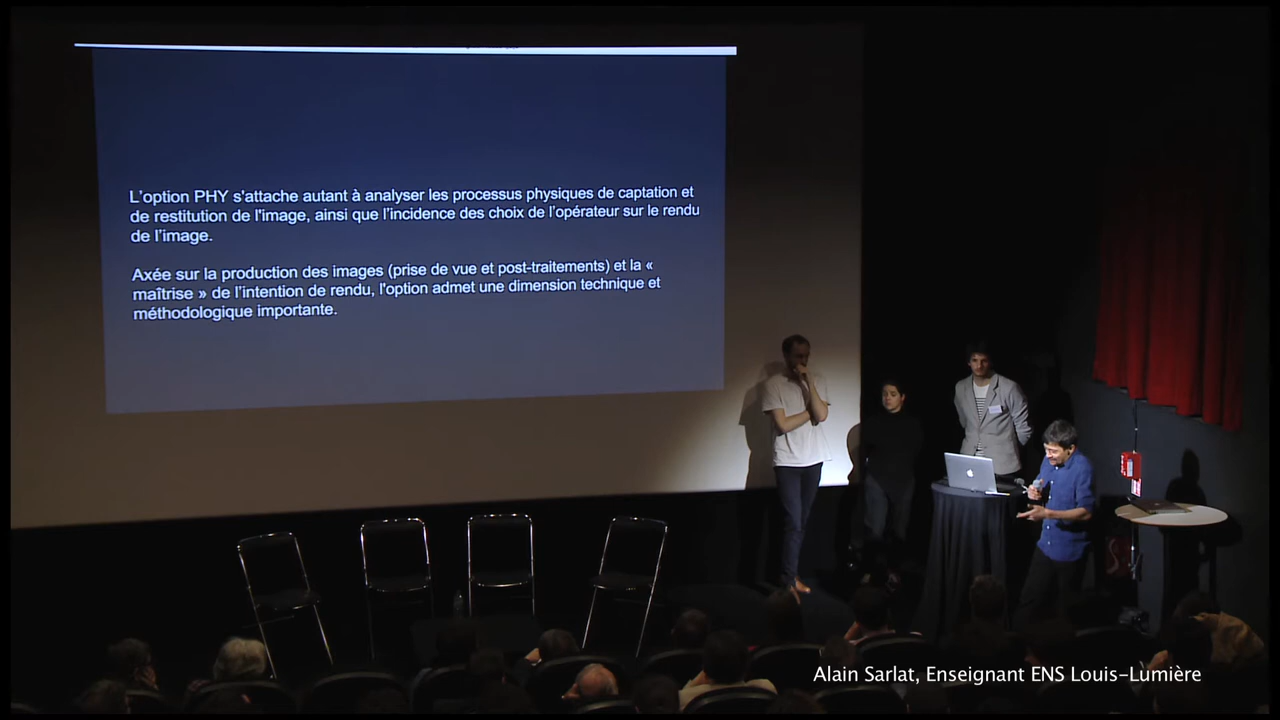 L'option PHY s'attache autant à analyser les processus physiques de captation et
de restitution de l'image, ainsi que l'incidence des choix de l'opérateur sur le rendu
de l'image.
Axée sur la production des images (prise de vue et post-traitements) et la «
maîtrise » de l'intention de rendu, l'option admet une dimension technique et
méthodologique importante.
Alain Sarlat, Enseignant ENS Louis-Lumière